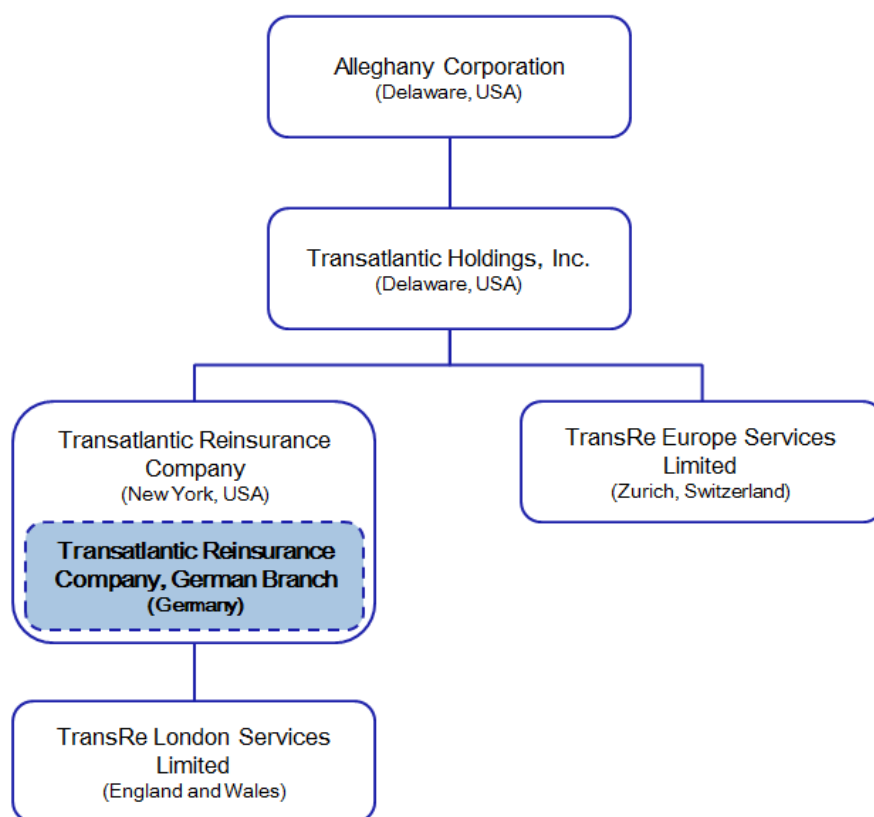 Alleghany Corporation
(Delaware, USA)
Transatlantic Holdings, Inc.
(Delaware, USA)
Transatlantic Reinsurance
Company
(New York, USA)
Transatlantic Reinsurance
Company, German Branch
(Germany)
TransRe Europe Services
Limited
(Zurich, Switzerland)
TransRe London Services
Limited
(England and Wales)